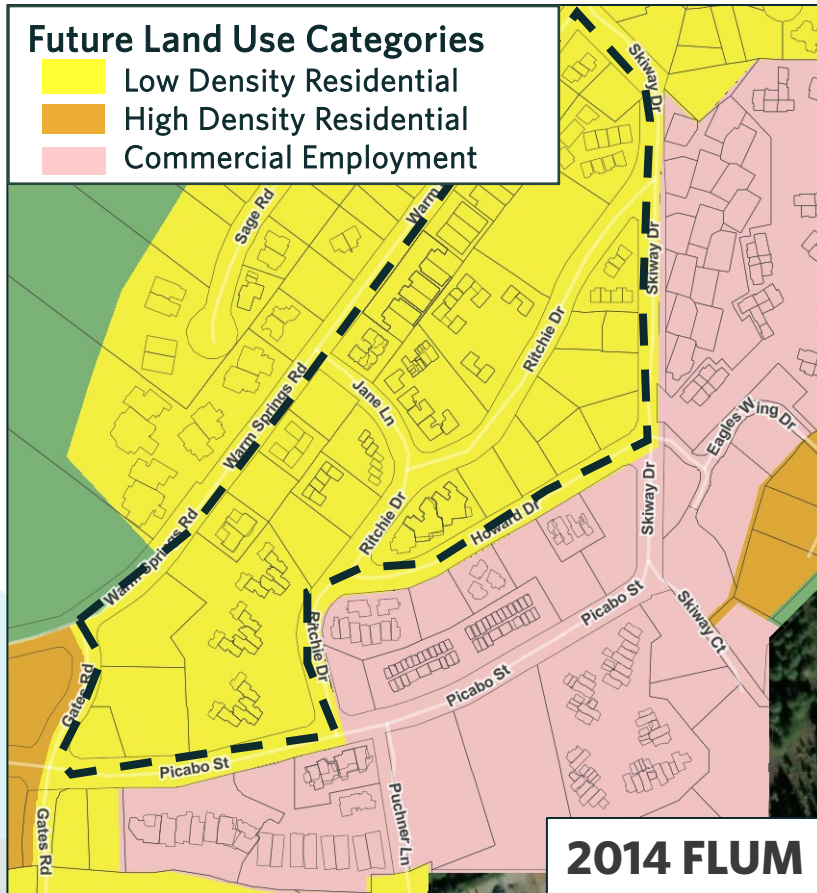 Future Land Use Categories
Low Density Residential
High Density Residential
Commercial Employment
Skiway Dr
Sage Rd
Warm
Skiway Dr
Ritchie Dr
Warm Springs Rd
Jane Ln
Eagles Wing Dr
Ritchie Dr
Howard Dr
Skiway Dr
Warm Springs Rd
Picabo St
Skiway Ct
Ritchie Dr
Gates Rd
Picabo St
Picabo St
Puchner Ln
Gates Rd
2014 FLUM